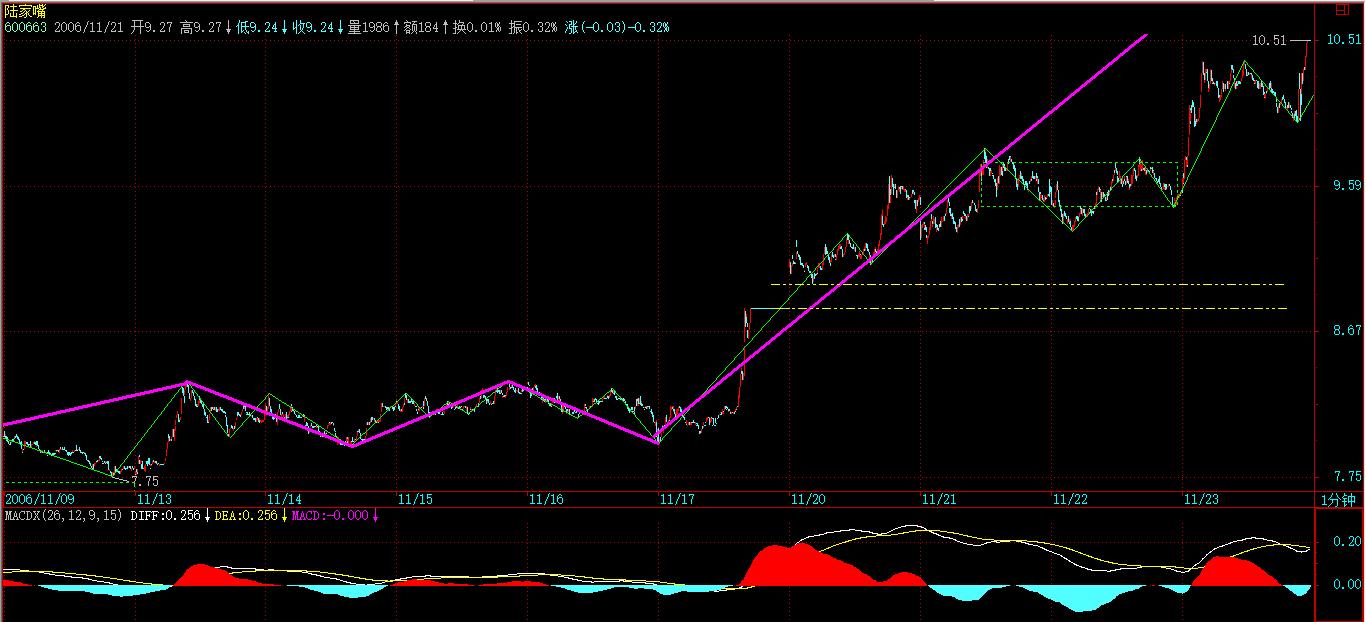 陆家嘴
600663 2006/11/21 开9.27 高9.27↓低9.24↓收9.24↓量1986↑额184↑换0.01% 振0.32% 涨(-0.03)-0.32%
10.51 10.51
9.59
8.67
7.75 7.75
2006/11/09 11/13 11/14 11/15 11/16 11/17 11/20 11/21 11/22 11/23 1分钟
MACDX(26,12,9,15) DIFF:0.256↓DEA:0.256↓MACD:-0.000↓
0.20
0.00